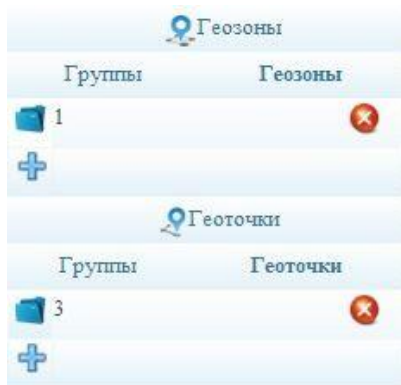 Геозоны
Группы Геозоны
1
Геоточки
Группы Геоточки
3